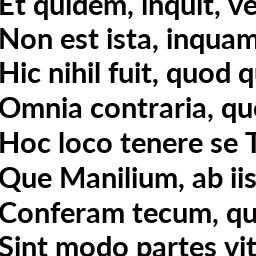 Et quidem, inquit, ve
Non est ista, inquam
Hic nihil fuit, quod q
Omnia contraria, qu
Hoc loco tenere se T
Que Manilium, ab iis
Conferam tecum, qu
Sint modo partes vit